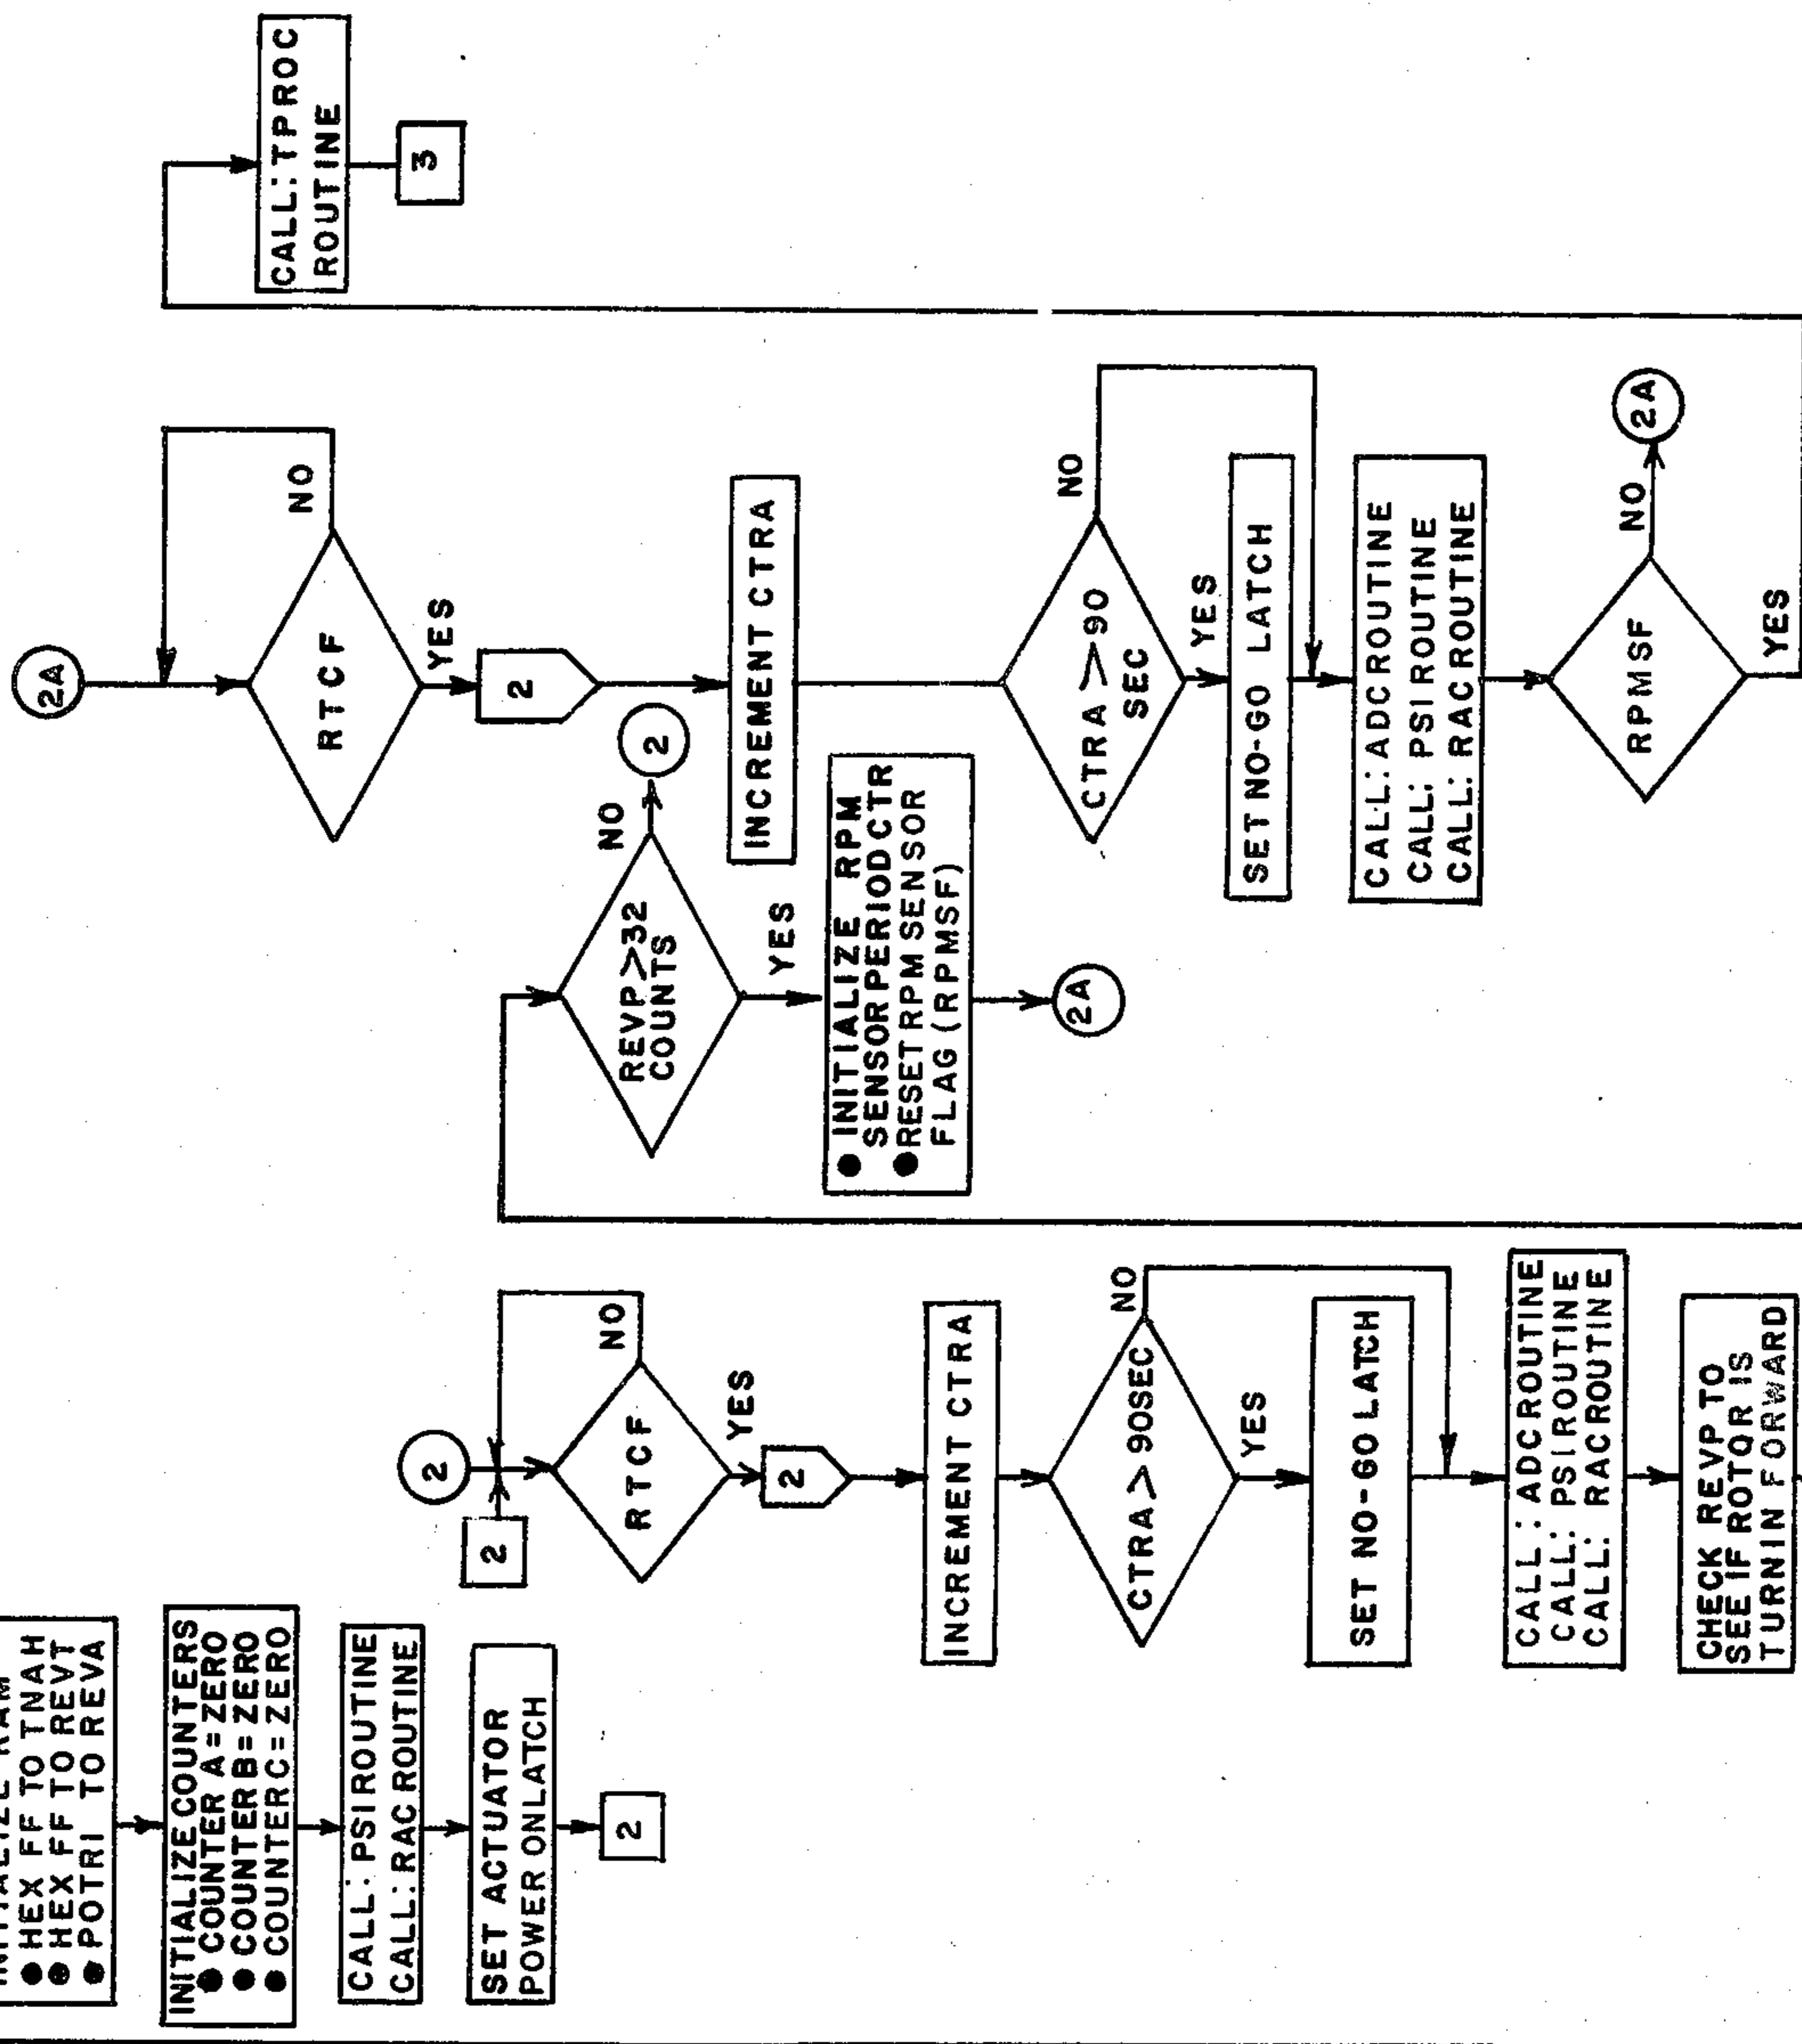 INITIALIZE RAM
● HEX FF TO TNAH
● HEX FF TO REVT
● POTRI TO REVA
INITIALIZE COUNTERS
● COUNTER A = ZERO
● COUNTER B = ZERO
● COUNTER C = ZERO
CALL: PSI ROUTINE
CALL: RAC ROUTINE
SET ACTUATOR
POWER ON LATCH
2
2
2
RTCF
NO
YES
2
INCREMENT CTRA
CTRA > 90 SEC
NO
YES
SET NO-GO LATCH
CALL: ADC ROUTINE
CALL: PSI ROUTINE
CALL: RAC ROUTINE
CHECK REVP TO
SEE IF ROTOR IS
TURNIN FORWARD
REVP > 32
COUNTS
NO
2
YES
● INITIALIZE RPM
SENSOR PERIOD CTR
● RESET RPM SENSOR
FLAG (RPMSF)
2A
2A
RTCF
NO
YES
2
INCREMENT CTRA
CTRA > 90
SEC
NO
YES
SET NO-GO LATCH
CALL: ADC ROUTINE
CALL: PSI ROUTINE
CALL: RAC ROUTINE
RPMSF
NO
2A
YES
CALL: TPROC
ROUTINE
3